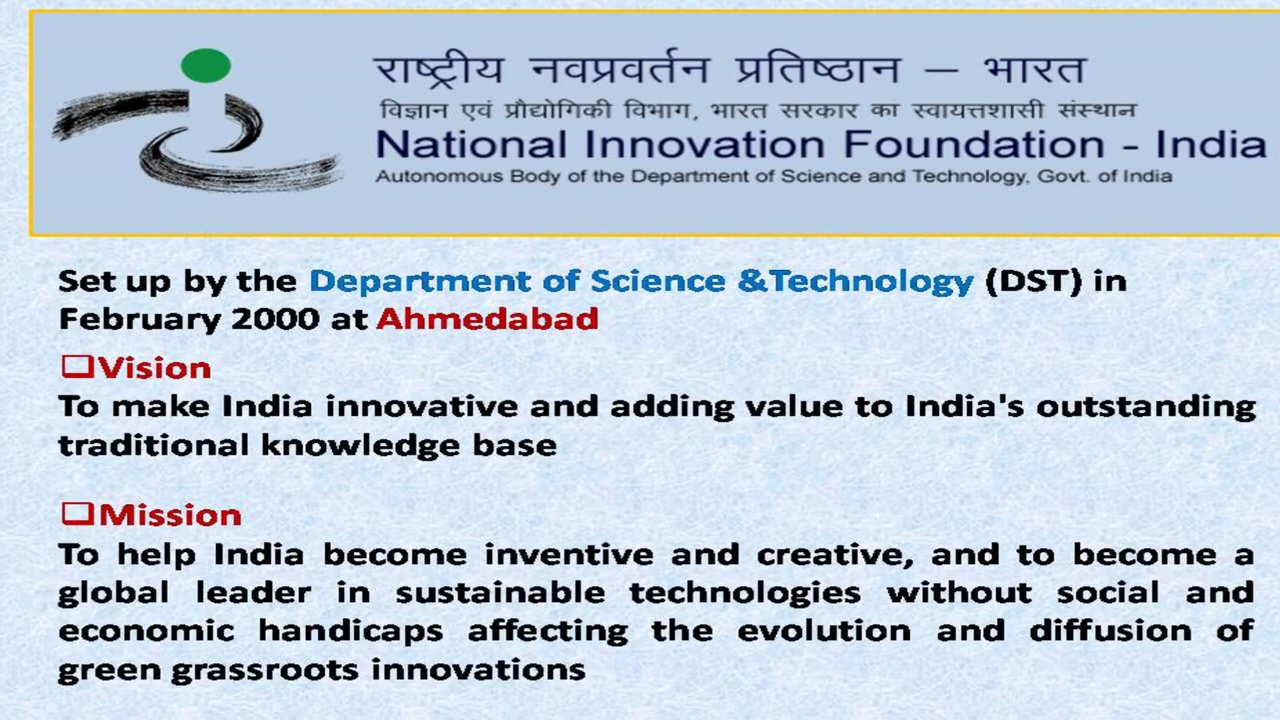 राष्ट्रीय नवप्रवर्तन प्रतिष्ठान – भारत
विज्ञान एवं प्रौद्योगिकी विभाग, भारत सरकार का स्वायत्तशासी संस्थान
National Innovation Foundation - India
Autonomous Body of the Department of Science and Technology, Govt. of India
Set up by the Department of Science &Technology (DST) in
February 2000 at Ahmedabad
❑Vision
To make India innovative and adding value to India's outstanding
traditional knowledge base
❑Mission
To help India become inventive and creative, and to become a
global leader in sustainable technologies without social and
economic handicaps affecting the evolution and diffusion of
green grassroots innovations